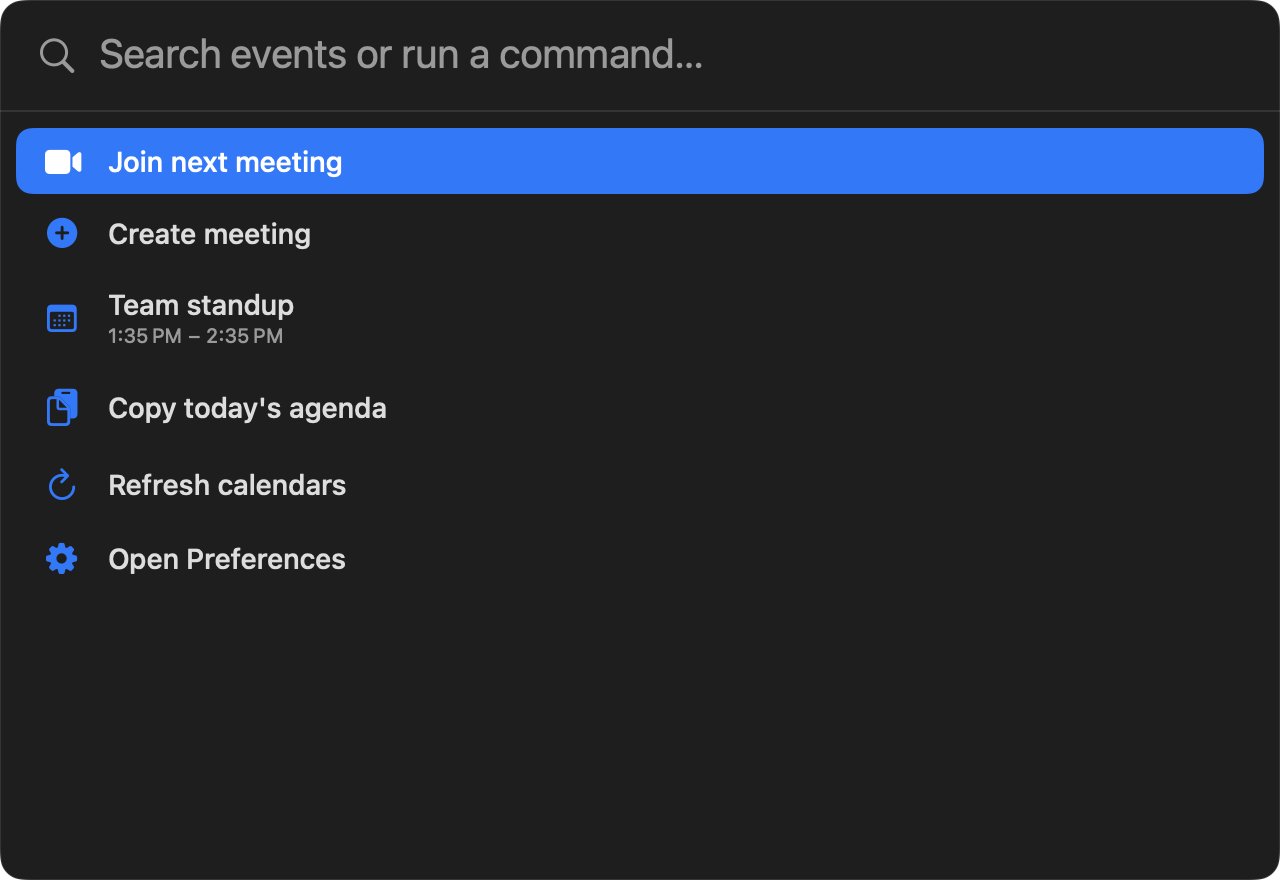 Search events or run a command...
Join next meeting
Create meeting
Team standup
1:35 PM – 2:35 PM
Copy today's agenda
Refresh calendars
Open Preferences